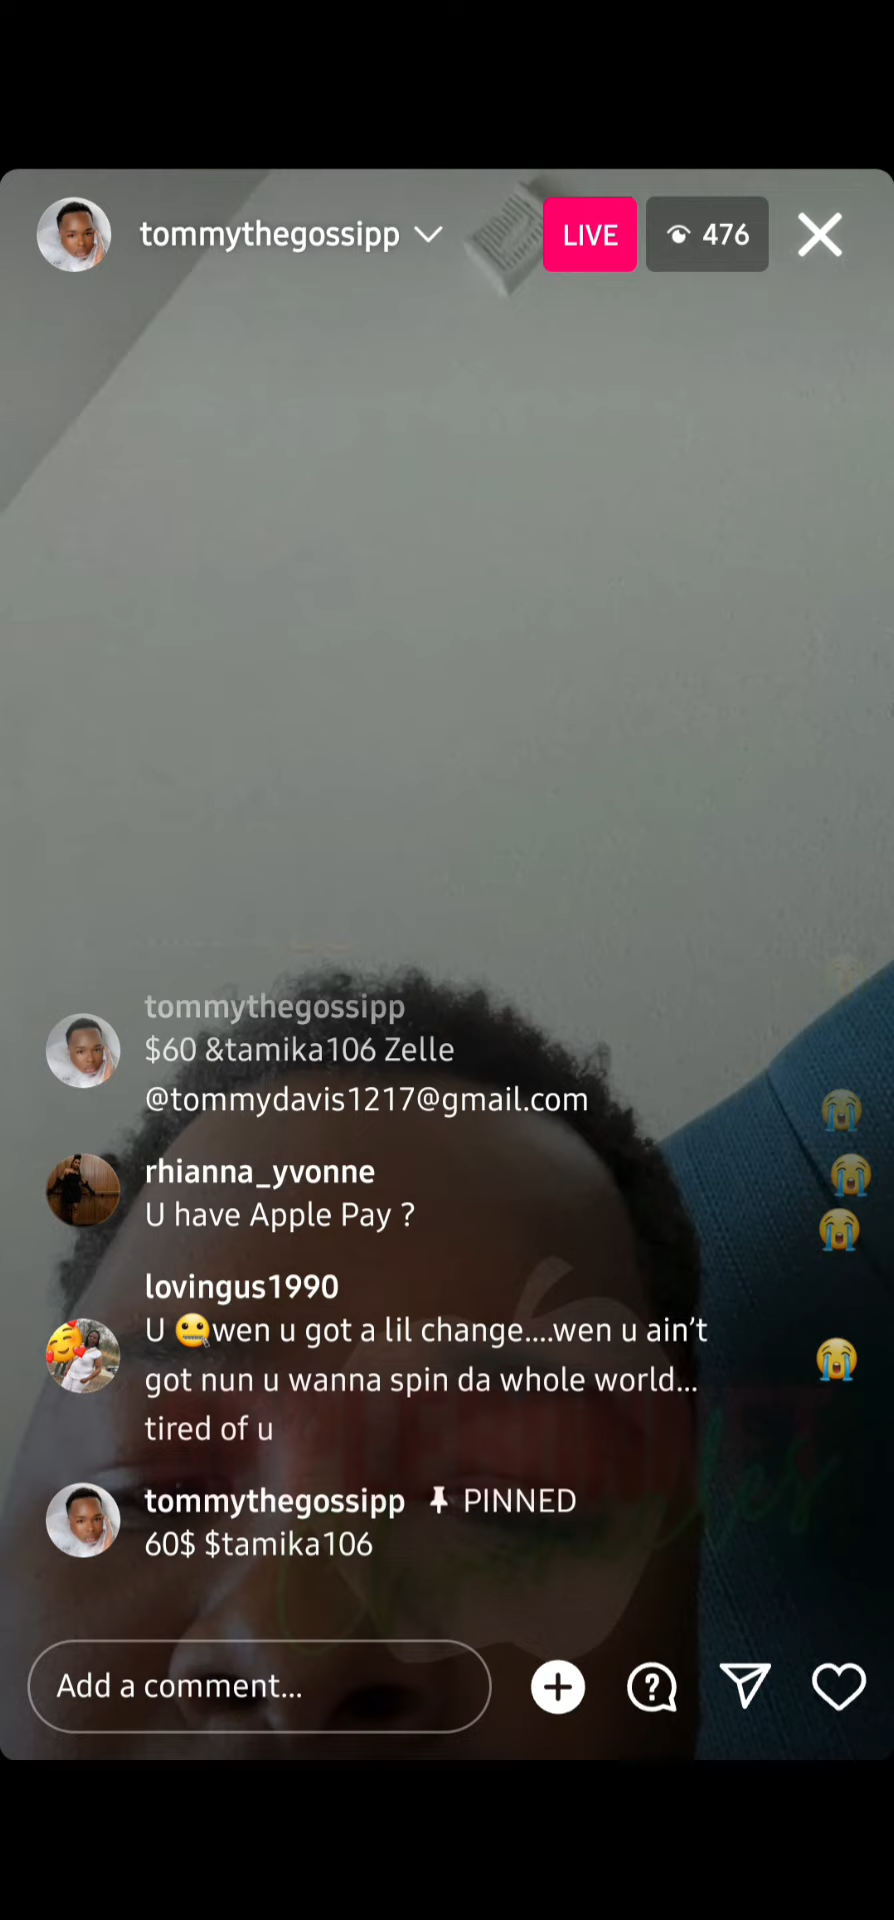 tommythegossipp
LIVE
476
tommythegossipp
$60 &tamika106 Zelle
@tommydavis1217@gmail.com
rhianna_yvonne
U have Apple Pay ?
lovingus1990
U 🤐wen u got a lil change....wen u ain't
got nun u wanna spin da whole world...
tired of u
tommythegossipp PINNED
60$ $tamika106
Add a comment...